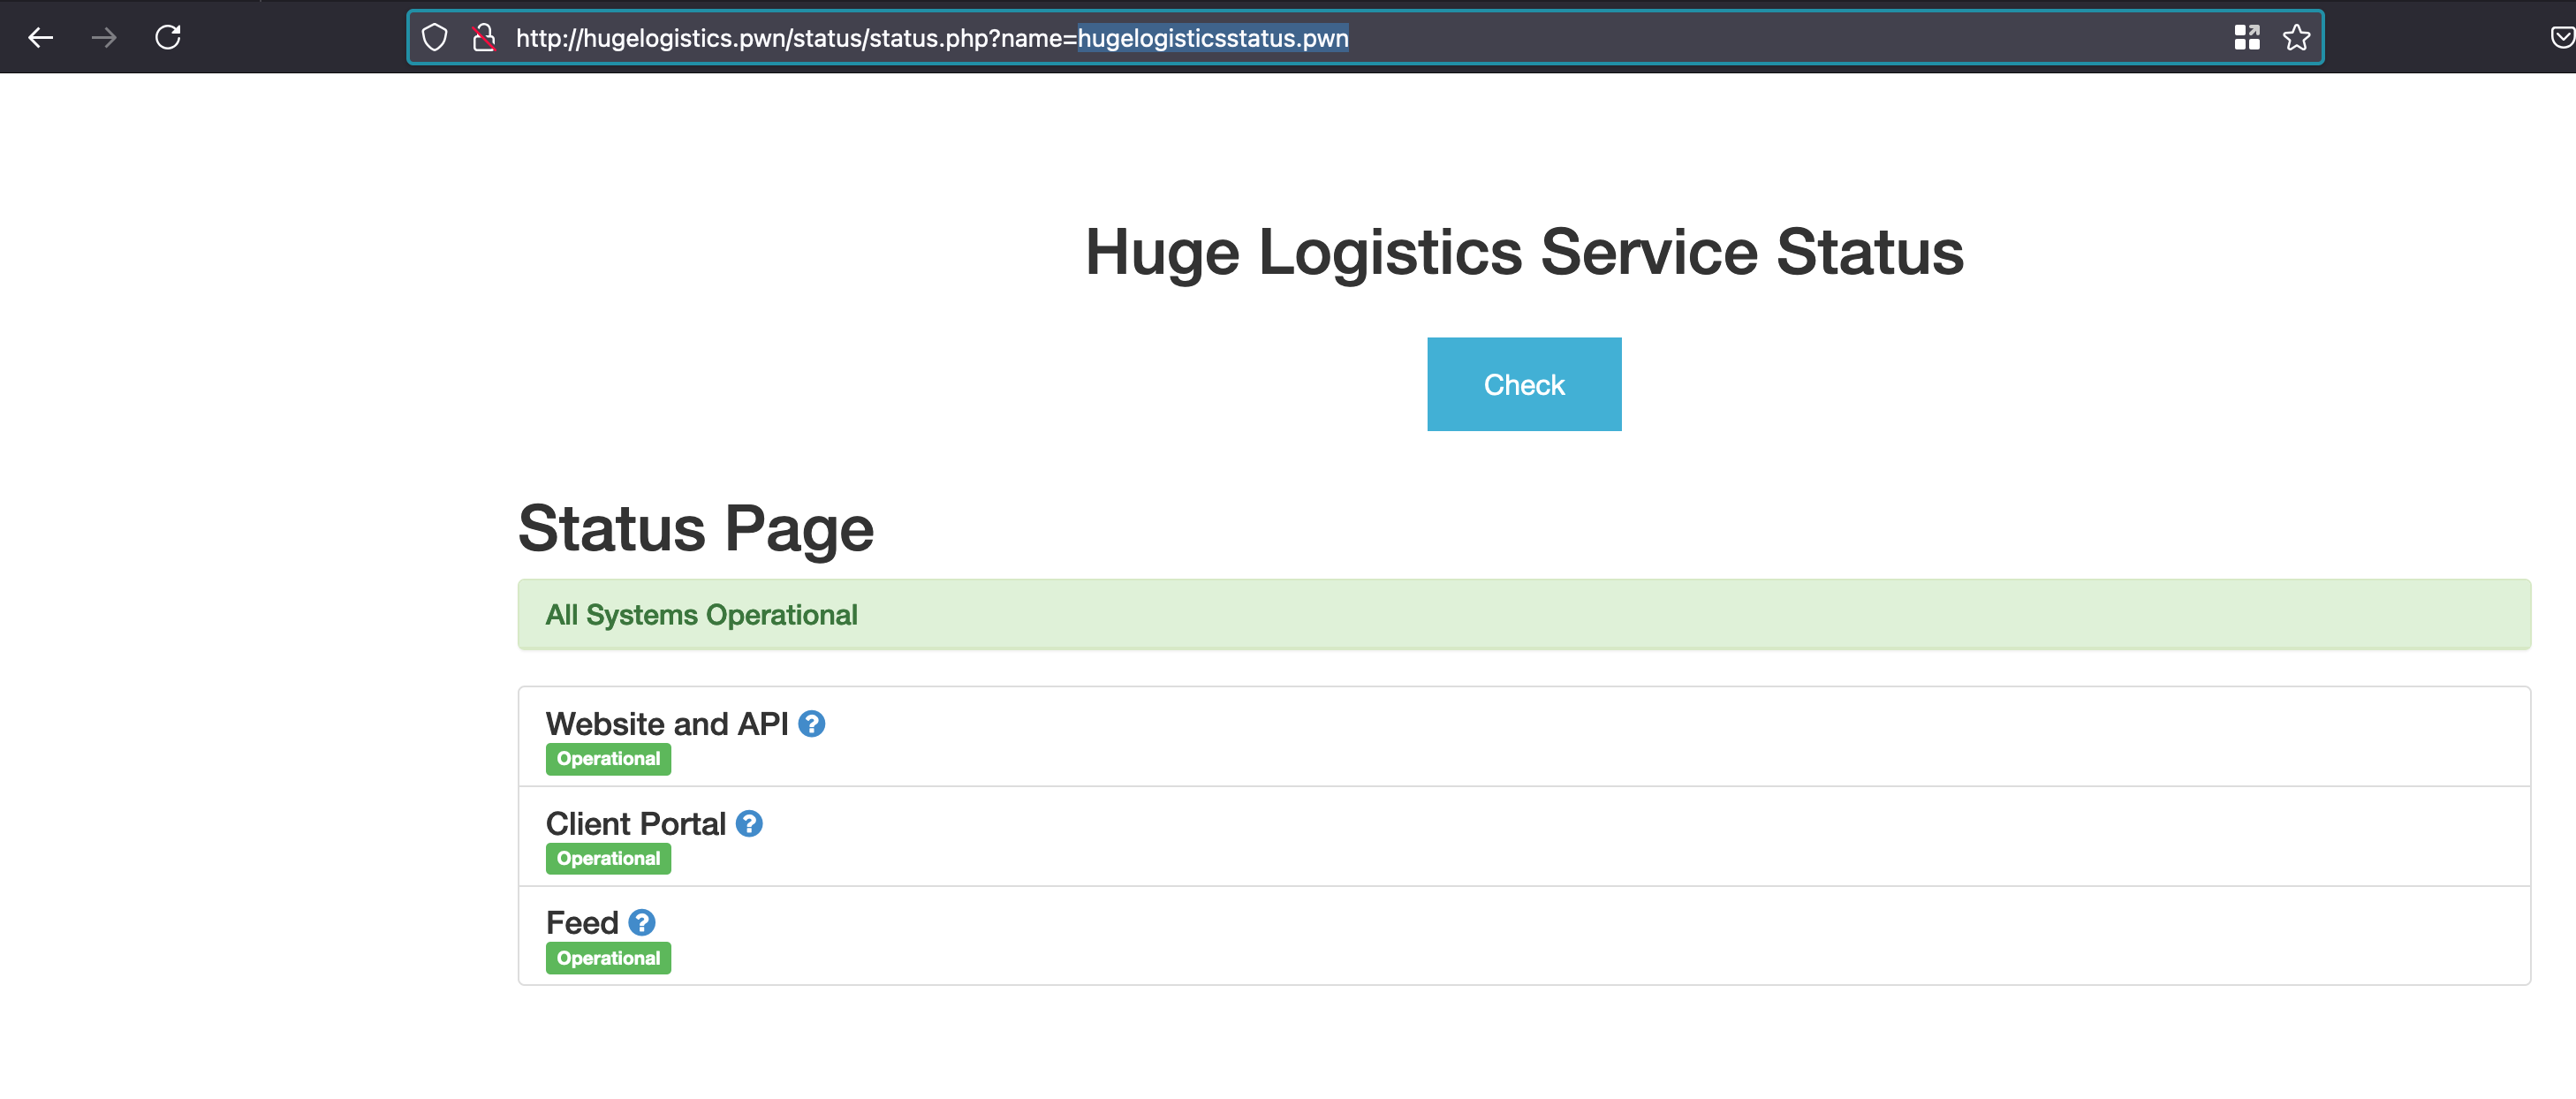 http://hugelogistics.pwn/status/status.php?name=hugelogisticsstatus.pwn
Huge Logistics Service Status
Check
Status Page
All Systems Operational
Website and API ?
Operational
Client Portal ?
Operational
Feed ?
Operational